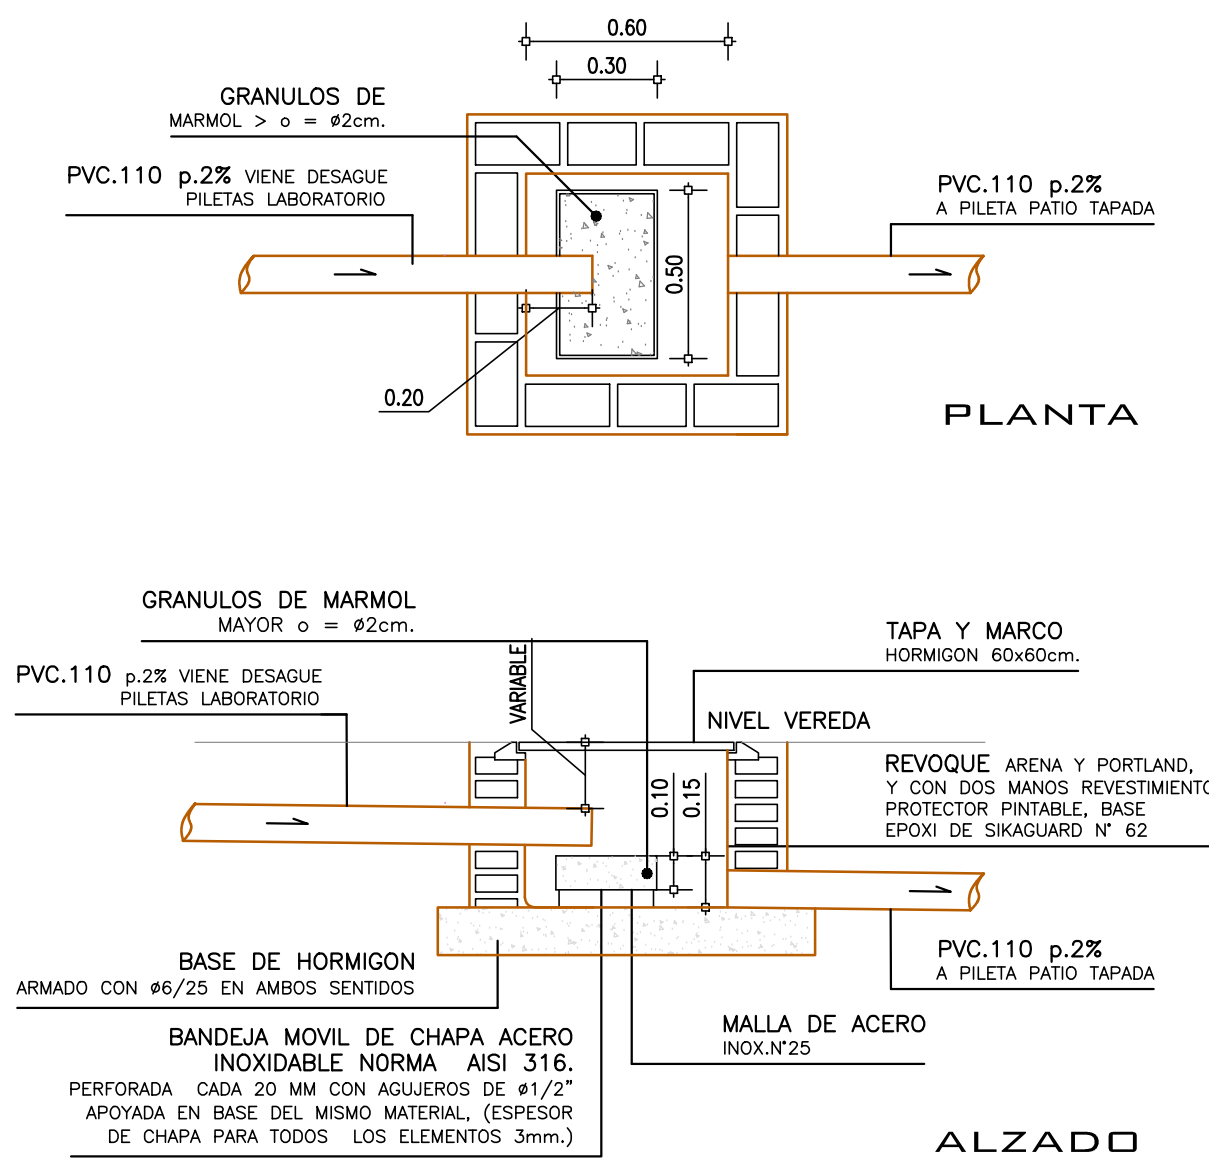 0.60
0.30
GRANULOS DE
MARMOL > o = ø2cm.
PVC.110 p.2% VIENE DESAGUE
PILETAS LABORATORIO
PVC.110 p.2%
A PILETA PATIO TAPADA
0.50
0.20
PLANTA
GRANULOS DE MARMOL
MAYOR o = ø2cm.
TAPA Y MARCO
HORMIGON 60x60cm.
PVC.110 p.2% VIENE DESAGUE
PILETAS LABORATORIO
VARIABLE
NIVEL VEREDA
REVOQUE ARENA Y PORTLAND,
Y CON DOS MANOS REVESTIMIENTO
PROTECTOR PINTABLE, BASE
EPOXI DE SIKAGUARD N° 62
0.10
0.15
BASE DE HORMIGON
ARMADO CON ø6/25 EN AMBOS SENTIDOS
PVC.110 p.2%
A PILETA PATIO TAPADA
BANDEJA MOVIL DE CHAPA ACERO
INOXIDABLE NORMA AISI 316.
PERFORADA CADA 20 MM CON AGUJEROS DE ø1/2"
APOYADA EN BASE DEL MISMO MATERIAL, (ESPESOR
DE CHAPA PARA TODOS LOS ELEMENTOS 3mm.)
MALLA DE ACERO
INOX.N°25
ALZADO